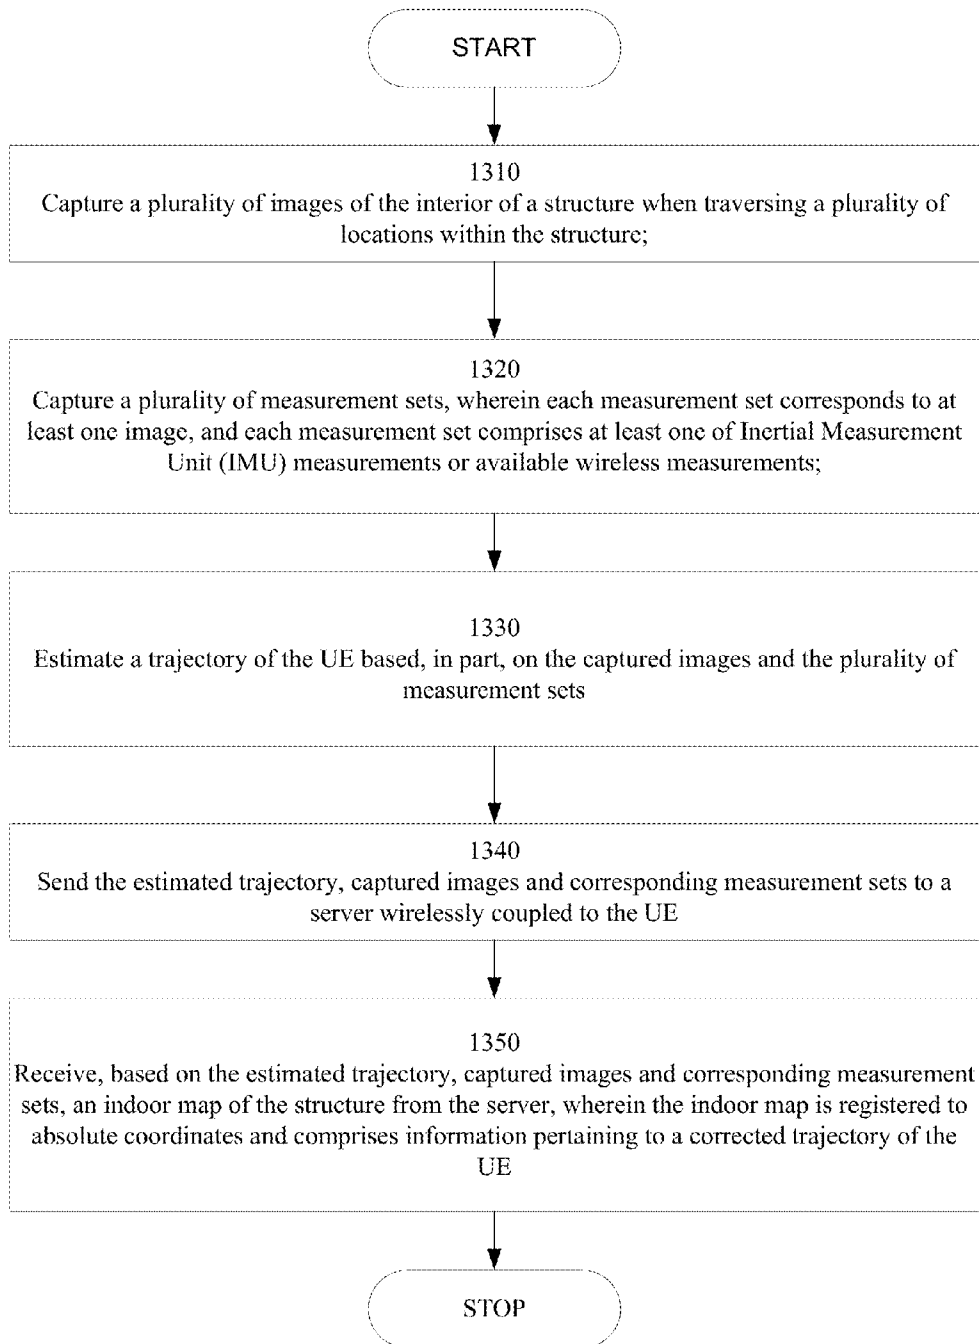 START
1310
Capture a plurality of images of the interior of a structure when traversing a plurality of
locations within the structure;
1320
Capture a plurality of measurement sets, wherein each measurement set corresponds to at
least one image, and each measurement set comprises at least one of Inertial Measurement
Unit (IMU) measurements or available wireless measurements;
1330
Estimate a trajectory of the UE based, in part, on the captured images and the plurality of
measurement sets
1340
Send the estimated trajectory, captured images and corresponding measurement sets to a
server wirelessly coupled to the UE
1350
Receive, based on the estimated trajectory, captured images and corresponding measurement
sets, an indoor map of the structure from the server, wherein the indoor map is registered to
absolute coordinates and comprises information pertaining to a corrected trajectory of the
UE
STOP